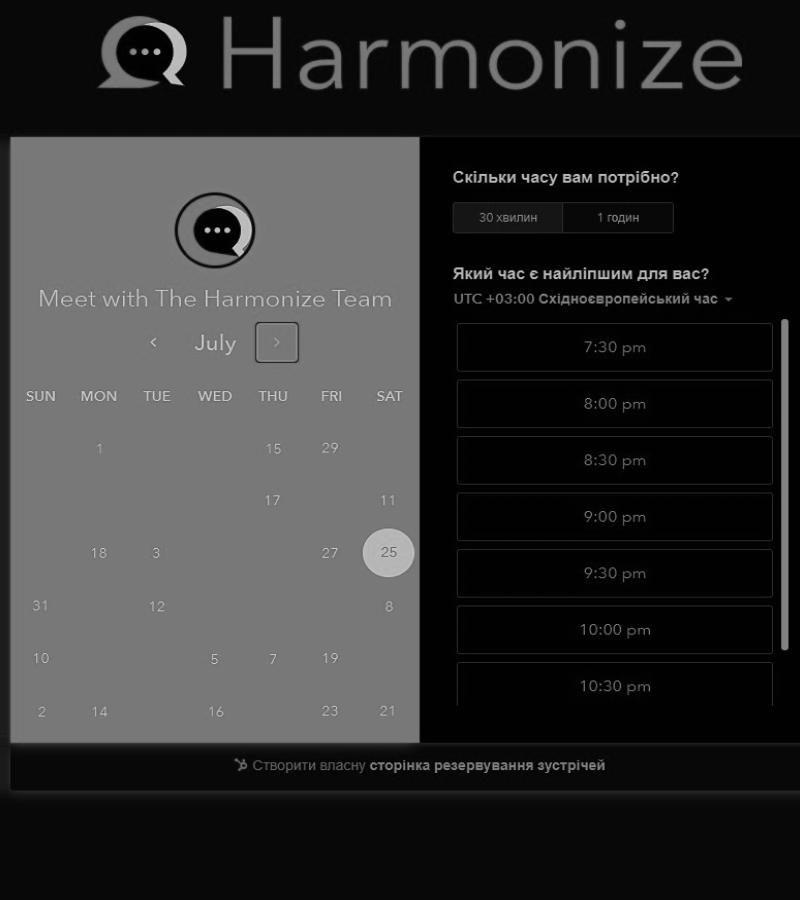 Harmonize
Meet with The Harmonize Team
July
SUN MON TUE WED THU FRI SAT
1 15 29
17 11
18 3 27 25
31 12 8
10 5 7 19
2 14 16 23 21
Скільки часу вам потрібно?
30 хвилин 1 годин
Який час є найліпшим для вас?
UTC +03:00 Східноєвропейський час
7:30 pm
8:00 pm
8:30 pm
9:00 pm
9:30 pm
10:00 pm
10:30 pm
Створити власну сторінка резервування зустрічей